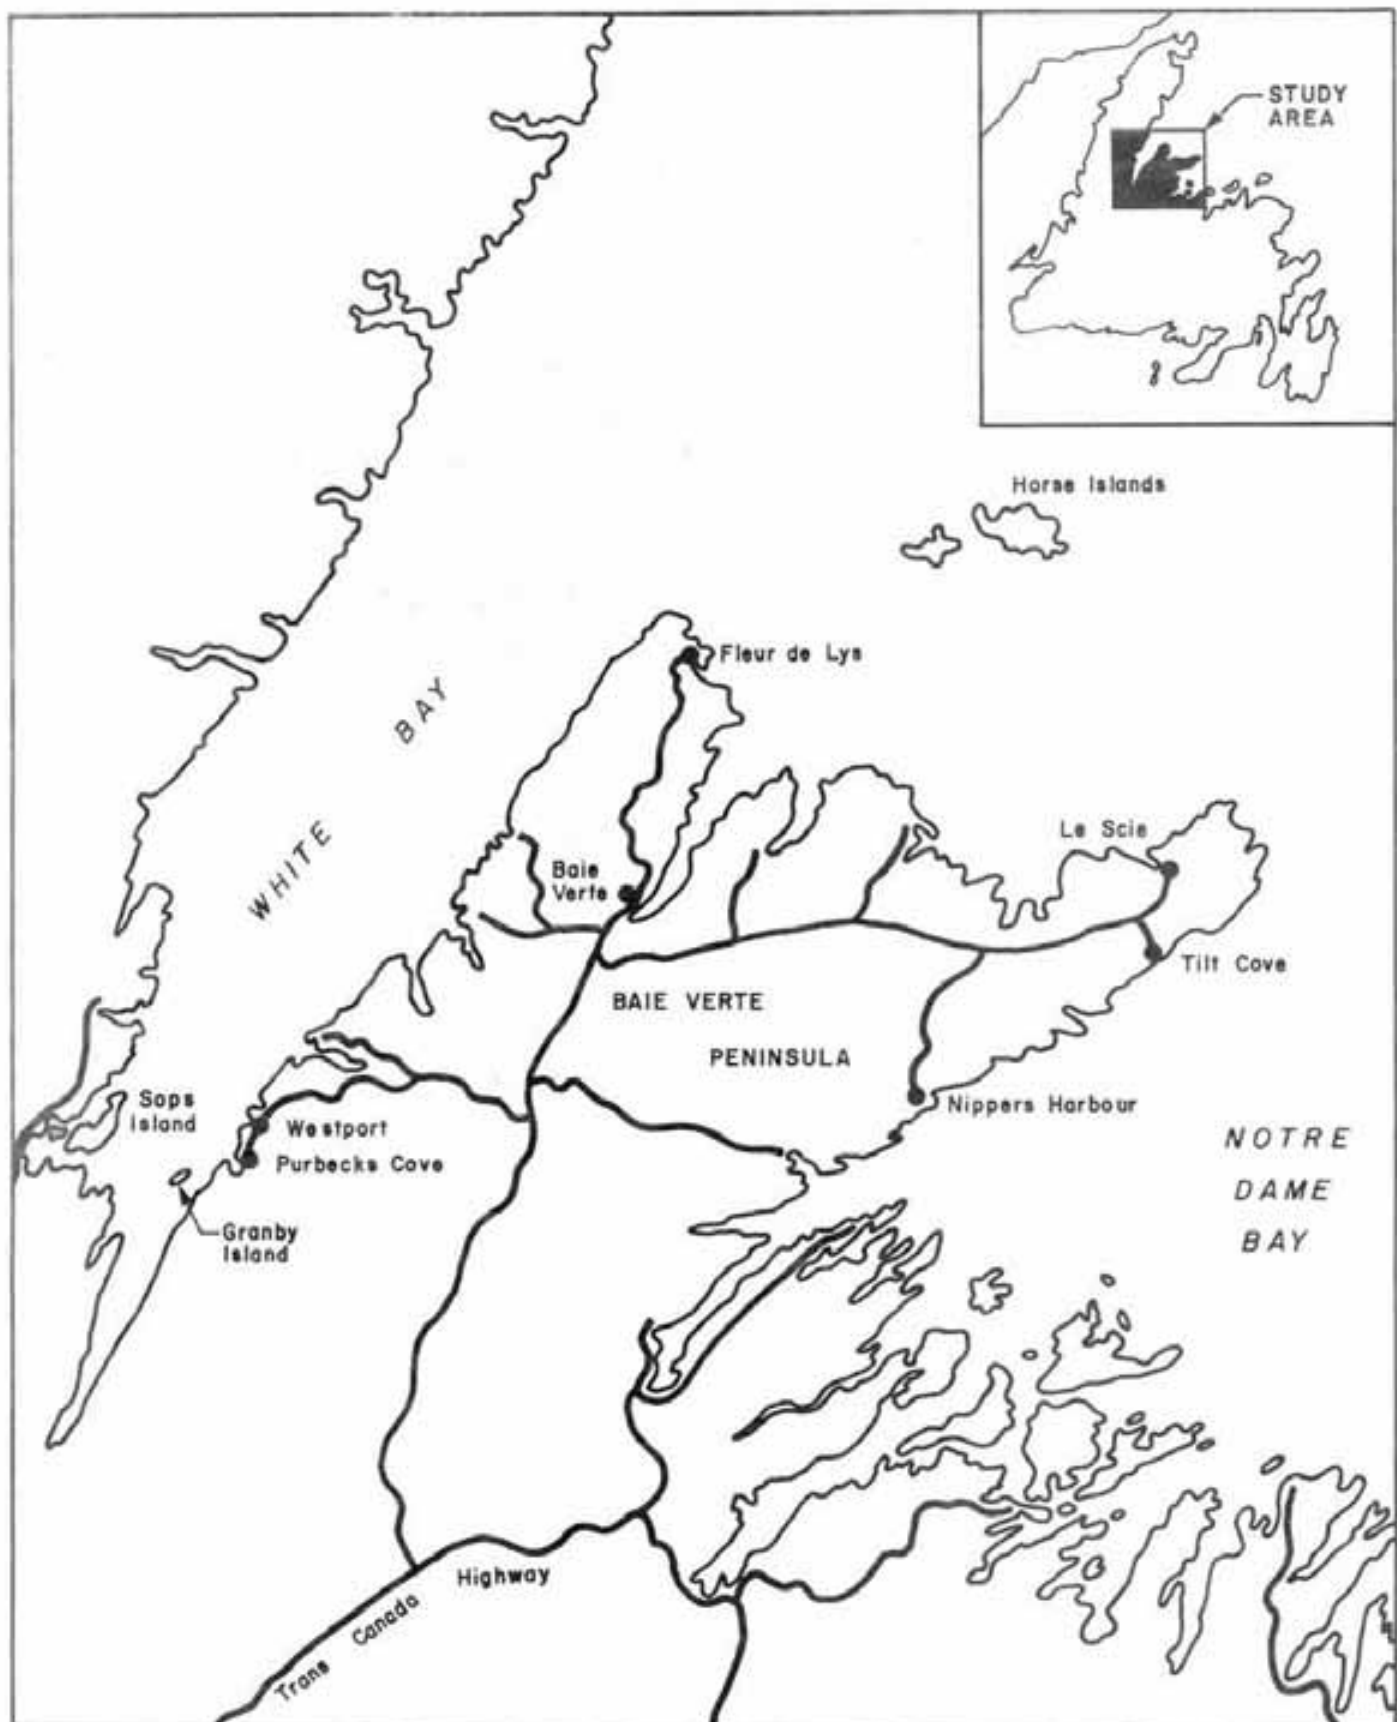 STUDY
AREA
Horse Islands
Fleur de Lys
BAY
WHITE
Le Scie
Baie
Verte
Tilt Cove
BAIE VERTE
PENINSULA
Sops
Island
Nippers Harbour
Westport
Purbecks Cove
NOTRE
DAME
BAY
Granby
Island
Trans Canada Highway